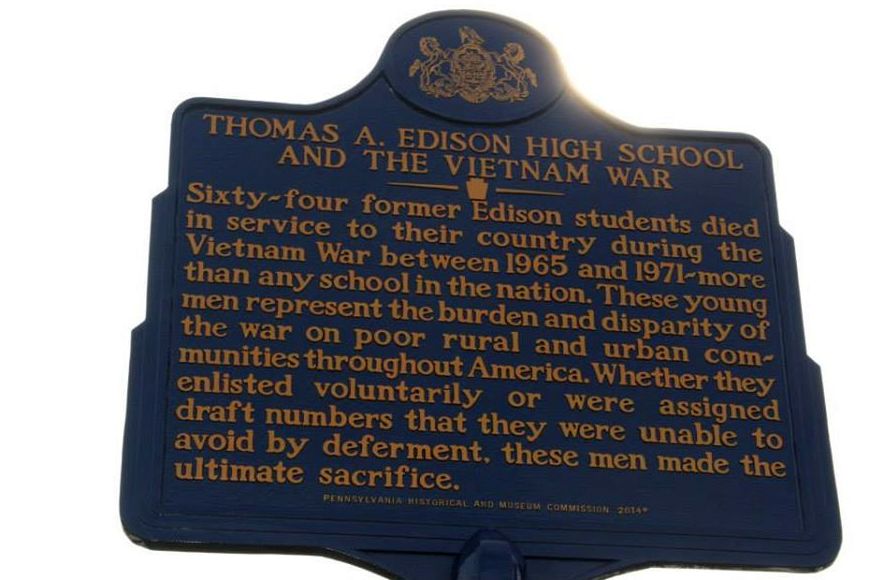 THOMAS A. EDISON HIGH SCHOOL
AND THE VIETNAM WAR
Sixty-four former Edison students died
in service to their country during the
Vietnam War between 1965 and 1971-more
than any school in the nation. These young
men represent the burden and disparity of
the war on poor rural and urban com-
munities throughout America. Whether they
enlisted voluntarily or were assigned
draft numbers that they were unable to
avoid by deferment, these men made the
ultimate sacrifice.
PENNSYLVANIA HISTORICAL AND MUSEUM COMMISSION 2014